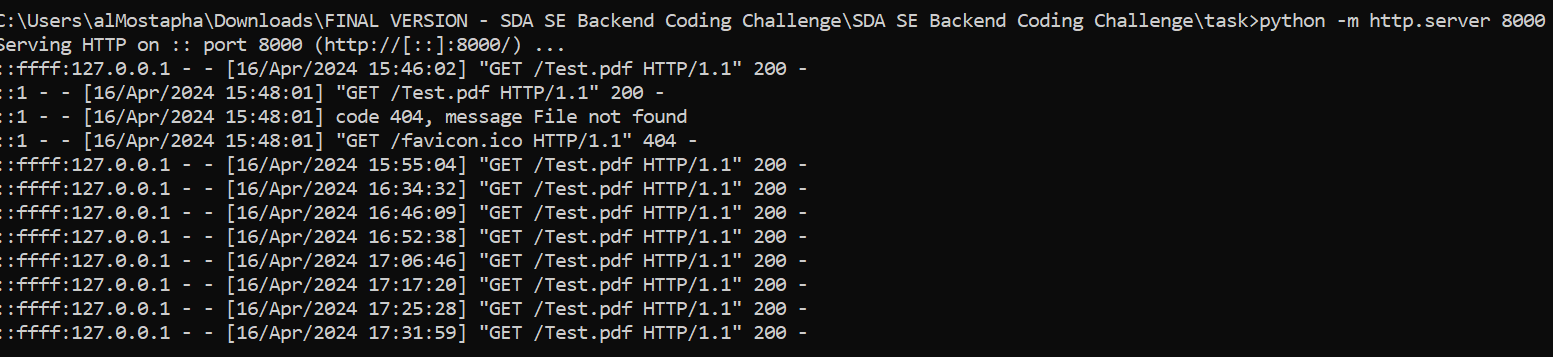 C:\Users\alMostapha\Downloads\FINAL VERSION - SDA SE Backend Coding Challenge\SDA SE Backend Coding Challenge\task>python -m http.server 8000
Serving HTTP on :: port 8000 (http://[::]:8000/) ...
::ffff:127.0.0.1 - - [16/Apr/2024 15:46:02] "GET /Test.pdf HTTP/1.1" 200 -
::1 - - [16/Apr/2024 15:48:01] "GET /Test.pdf HTTP/1.1" 200 -
::1 - - [16/Apr/2024 15:48:01] code 404, message File not found
::1 - - [16/Apr/2024 15:48:01] "GET /favicon.ico HTTP/1.1" 404 -
::ffff:127.0.0.1 - - [16/Apr/2024 15:55:04] "GET /Test.pdf HTTP/1.1" 200 -
::ffff:127.0.0.1 - - [16/Apr/2024 16:34:32] "GET /Test.pdf HTTP/1.1" 200 -
::ffff:127.0.0.1 - - [16/Apr/2024 16:46:09] "GET /Test.pdf HTTP/1.1" 200 -
::ffff:127.0.0.1 - - [16/Apr/2024 16:52:38] "GET /Test.pdf HTTP/1.1" 200 -
::ffff:127.0.0.1 - - [16/Apr/2024 17:06:46] "GET /Test.pdf HTTP/1.1" 200 -
::ffff:127.0.0.1 - - [16/Apr/2024 17:17:20] "GET /Test.pdf HTTP/1.1" 200 -
::ffff:127.0.0.1 - - [16/Apr/2024 17:25:28] "GET /Test.pdf HTTP/1.1" 200 -
::ffff:127.0.0.1 - - [16/Apr/2024 17:31:59] "GET /Test.pdf HTTP/1.1" 200 -